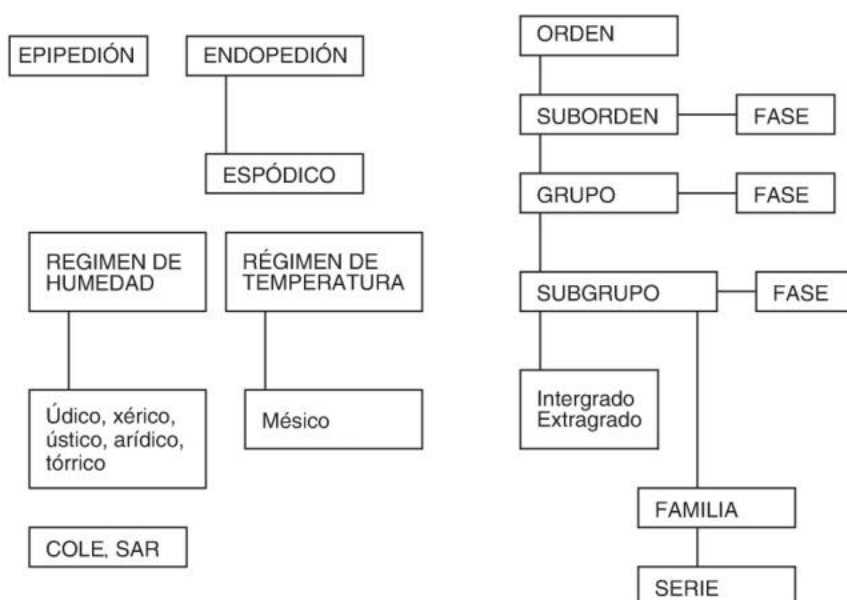 EPIPEDIÓN
ENDOPEDIÓN
ESPÓDICO
REGIMEN DE
HUMEDAD
RÉGIMEN DE
TEMPERATURA
Údico, xérico,
ústico, arídico,
tórrico
Mésico
COLE, SAR
ORDEN
SUBORDEN
FASE
GRUPO
FASE
SUBGRUPO
FASE
Intergrado
Extragrado
FAMILIA
SERIE